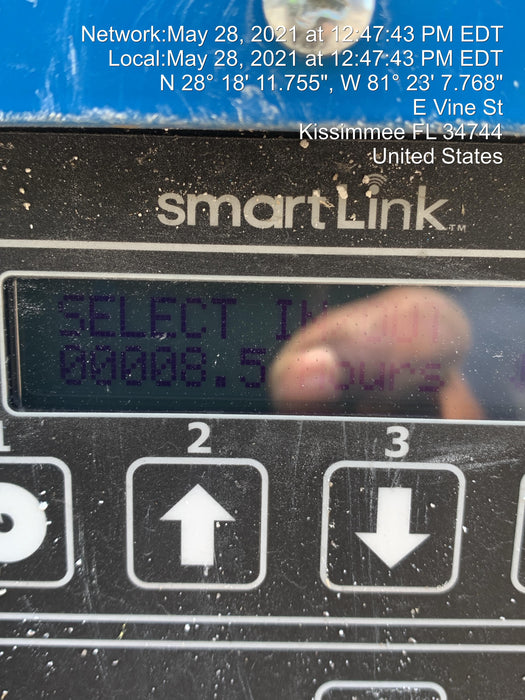 Network:May 28, 2021 at 12:47:43 PM EDT
Local:May 28, 2021 at 12:47:43 PM EDT
N 28° 18' 11.755", W 81° 23' 7.768"
E Vine St
Kissimmee FL 34744
United States
smartLink™
SELECT
00008.5 Hours
1 2 3